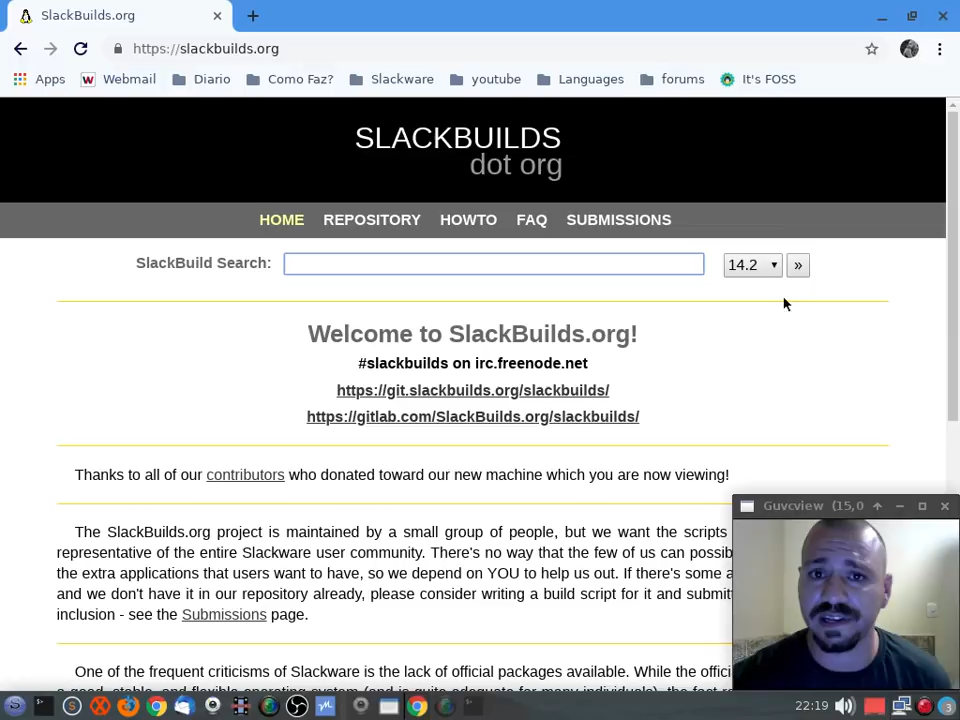 SlackBuilds.org
https://slackbuilds.org
Apps Webmail Diario Como Faz? Slackware youtube Languages forums It's FOSS
SLACKBUILDS
dot org
HOME REPOSITORY HOWTO FAQ SUBMISSIONS
SlackBuild Search: 14.2 »
Welcome to SlackBuilds.org!
#slackbuilds on irc.freenode.net
https://git.slackbuilds.org/slackbuilds/
https://gitlab.com/SlackBuilds.org/slackbuilds/
Thanks to all of our contributors who donated toward our new machine which you are now viewing!
Guvcview (15,0
The SlackBuilds.org project is maintained by a small group of people, but we want the scripts
representative of the entire Slackware user community. There's no way that the few of us can
the extra applications that users want to have, so we depend on YOU to help us out. If there's some
and we don't have it in our repository already, please consider writing a build script for it and
inclusion - see the Submissions page.
One of the frequent criticisms of Slackware is the lack of official packages available. While the
22:19
3